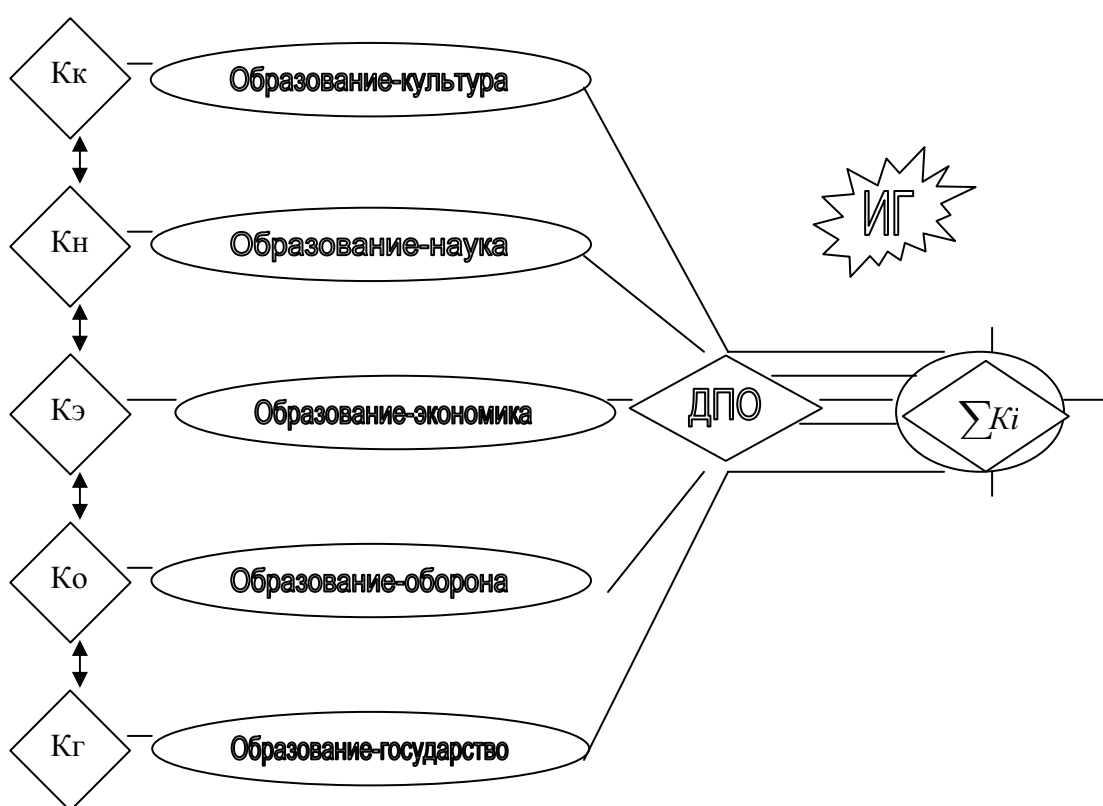 Кк
Образование-культура
ИГ
Кн
Образование-наука
Кэ
Образование-экономика
ДПО
∑Ki
Ко
Образование-оборона
Кг
Образование-государство